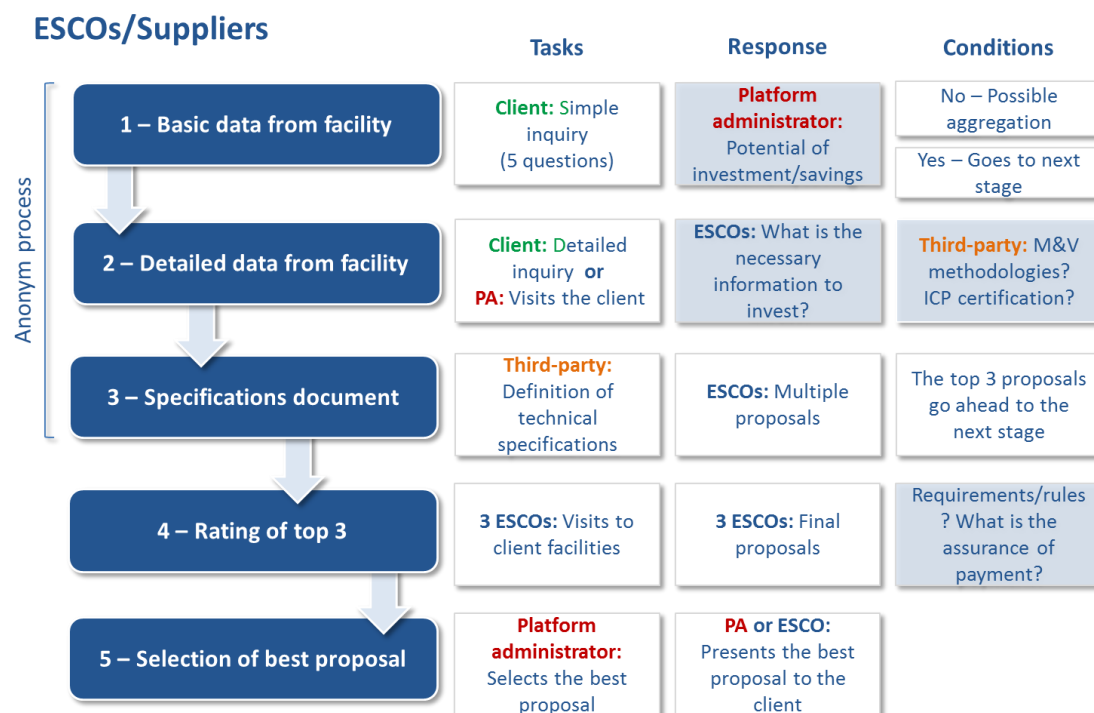 ESCOs/Suppliers
Tasks
Response
Conditions
Anonym process
1 – Basic data from facility
Client: Simple
inquiry
(5 questions)
Platform
administrator:
Potential of
investment/savings
No – Possible
aggregation
Yes – Goes to next
stage
2 – Detailed data from facility
Client: Detailed
inquiry or
PA: Visits the client
ESCOs: What is the
necessary
information to
invest?
Third-party: M&V
methodologies?
ICP certification?
3 – Specifications document
Third-party:
Definition of
technical
specifications
ESCOs: Multiple
proposals
The top 3 proposals
go ahead to the
next stage
4 – Rating of top 3
3 ESCOs: Visits to
client facilities
3 ESCOs: Final
proposals
Requirements/rules
? What is the
assurance of
payment?
5 – Selection of best proposal
Platform
administrator:
Selects the best
proposal
PA or ESCO:
Presents the best
proposal to the
client